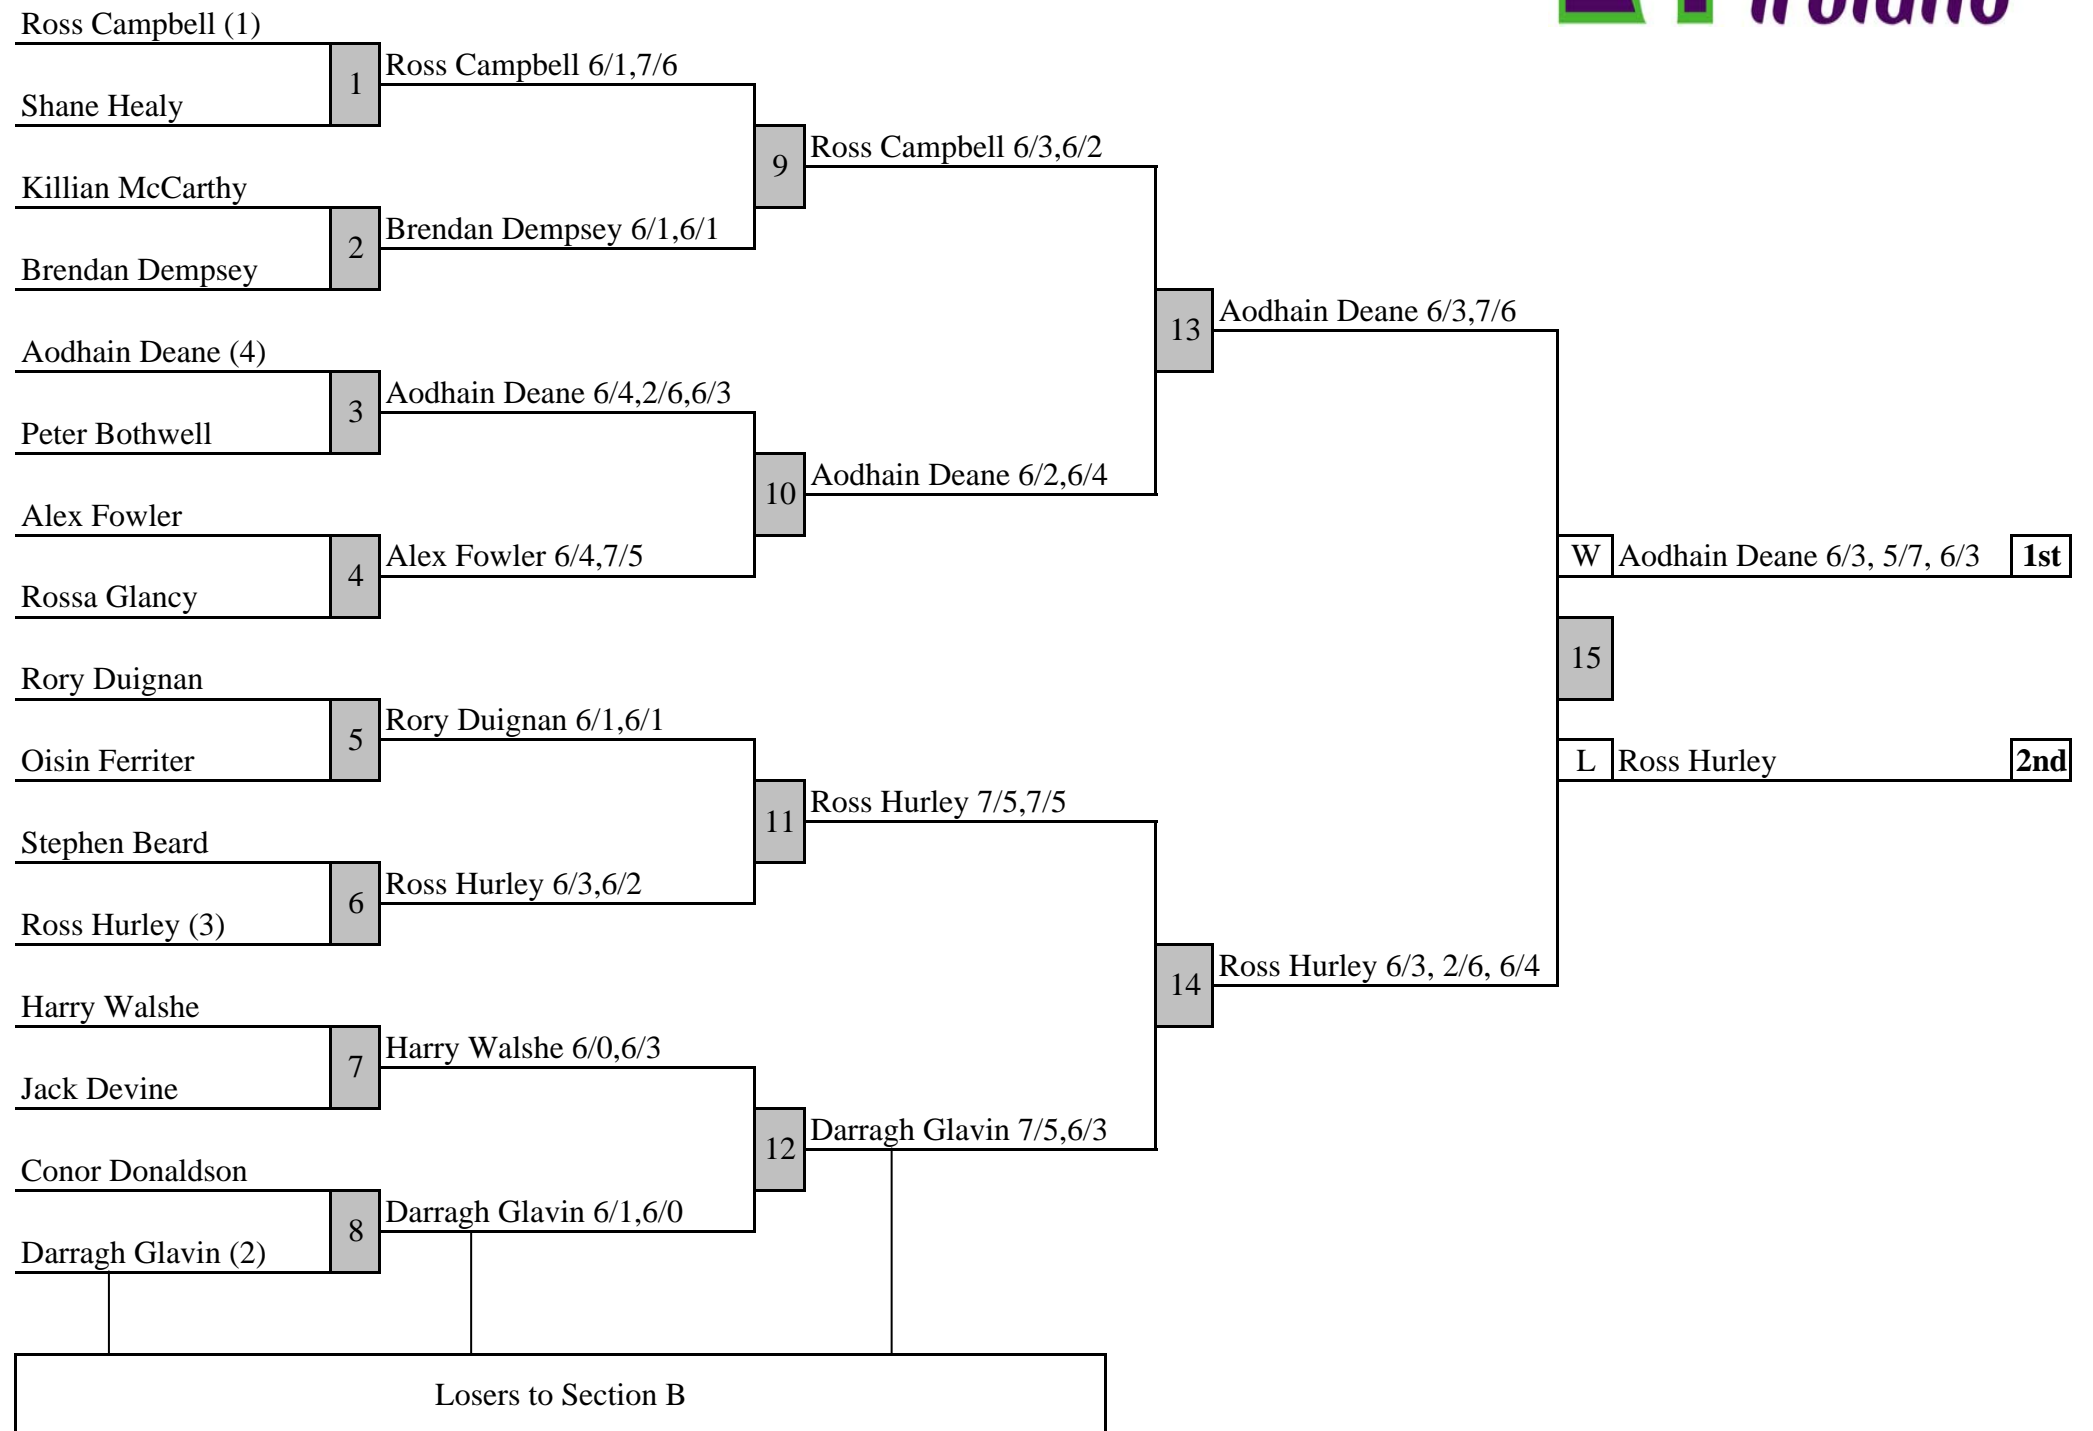 Ross Campbell (1)
1
Ross Campbell 6/1,7/6
Shane Healy
9
Ross Campbell 6/3,6/2
Killian McCarthy
2
Brendan Dempsey 6/1,6/1
Brendan Dempsey
13
Aodhain Deane 6/3,7/6
Aodhain Deane (4)
3
Aodhain Deane 6/4,2/6,6/3
Peter Bothwell
10
Aodhain Deane 6/2,6/4
Alex Fowler
4
Alex Fowler 6/4,7/5
W Aodhain Deane 6/3, 5/7, 6/3 1st
Rossa Glancy
15
Rory Duignan
5
Rory Duignan 6/1,6/1
Oisin Ferriter
L Ross Hurley 2nd
11
Ross Hurley 7/5,7/5
Stephen Beard
6
Ross Hurley 6/3,6/2
Ross Hurley (3)
14
Ross Hurley 6/3, 2/6, 6/4
Harry Walshe
7
Harry Walshe 6/0,6/3
Jack Devine
12
Darragh Glavin 7/5,6/3
Conor Donaldson
8
Darragh Glavin 6/1,6/0
Darragh Glavin (2)
Losers to Section B